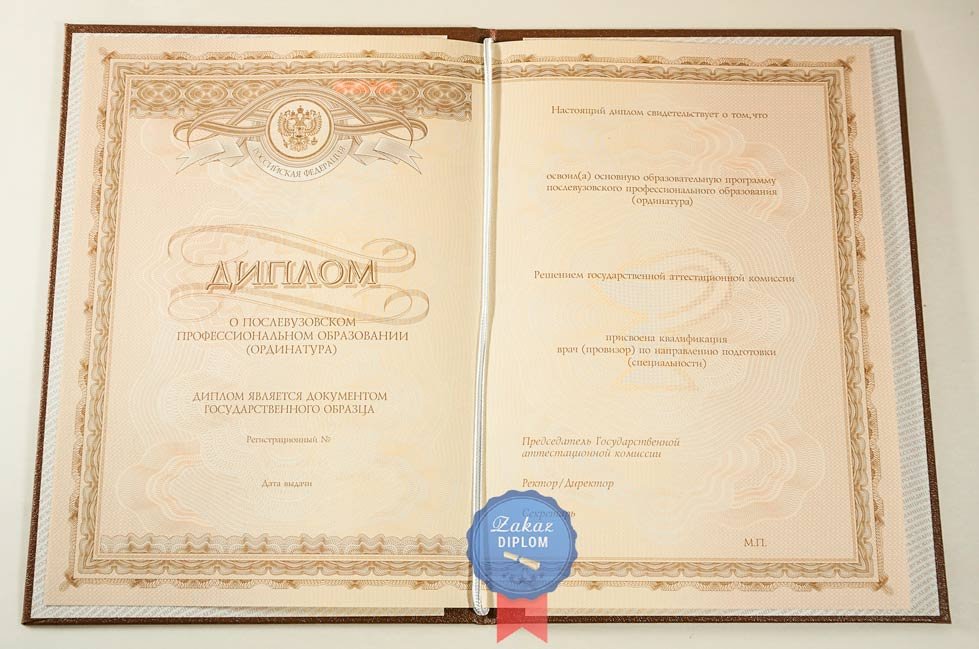 РОССИЙСКАЯ ФЕДЕРАЦИЯ
ДИПЛОМ
О ПОСЛЕВУЗОВСКОМ
ПРОФЕССИОНАЛЬНОМ ОБРАЗОВАНИИ
(ОРДИНАТУРА)
ДИПЛОМ ЯВЛЯЕТСЯ ДОКУМЕНТОМ
ГОСУДАРСТВЕННОГО ОБРАЗЦА
Регистрационный №
Дата выдачи
Настоящий диплом свидетельствует о том,что
освоил(а) основную образовательную программу
послевузовского профессионального образования
(ординатура)
Решением государственной аттестационной комиссии
присвоена квалификация
врач (провизор) по направлению подготовки
(специальности)
Председатель Государственной
аттестационной комиссии
Ректор/Директор
Секретарь
М.П.
Zakaz
DIPLOM